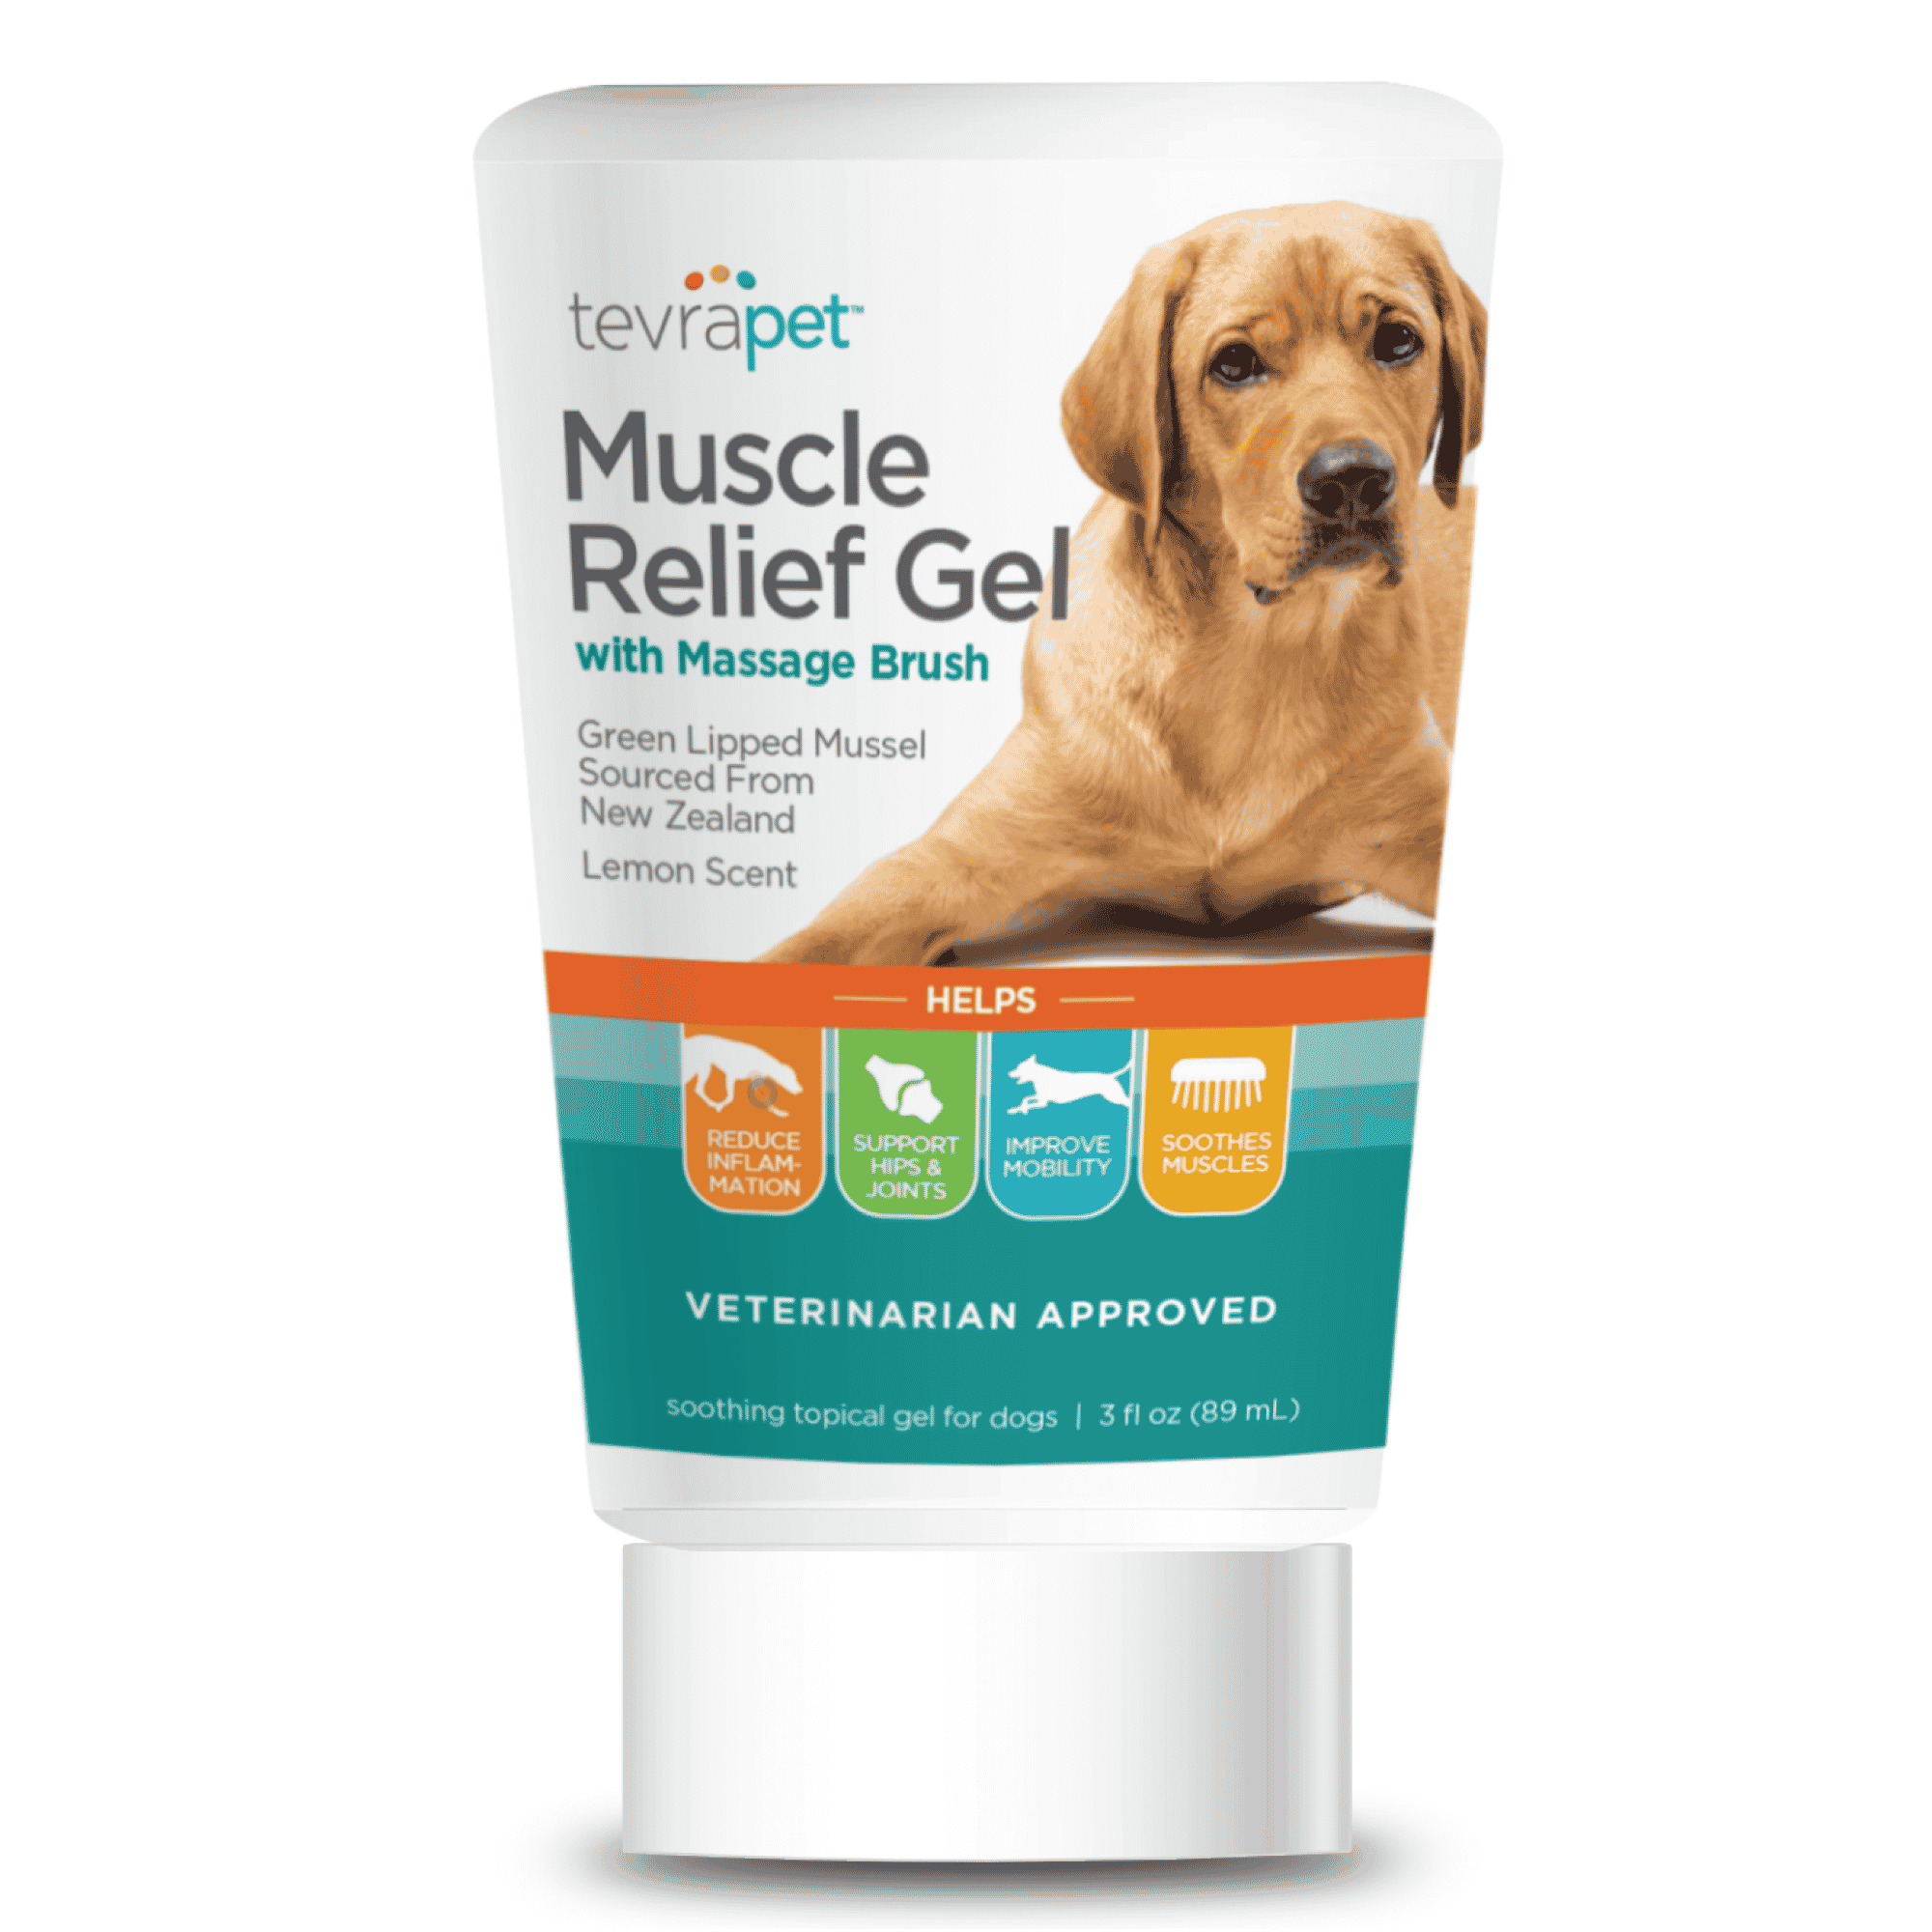 tevrapet™
Muscle
Relief Gel
with Massage Brush
Green Lipped Mussel
Sourced From
New Zealand
Lemon Scent
HELPS
REDUCE
INFLAM-
MATION
SUPPORT
HIPS &
JOINTS
IMPROVE
MOBILITY
SOOTHES
MUSCLES
VETERINARIAN APPROVED
soothing topical gel for dogs | 3 fl oz (89 mL)